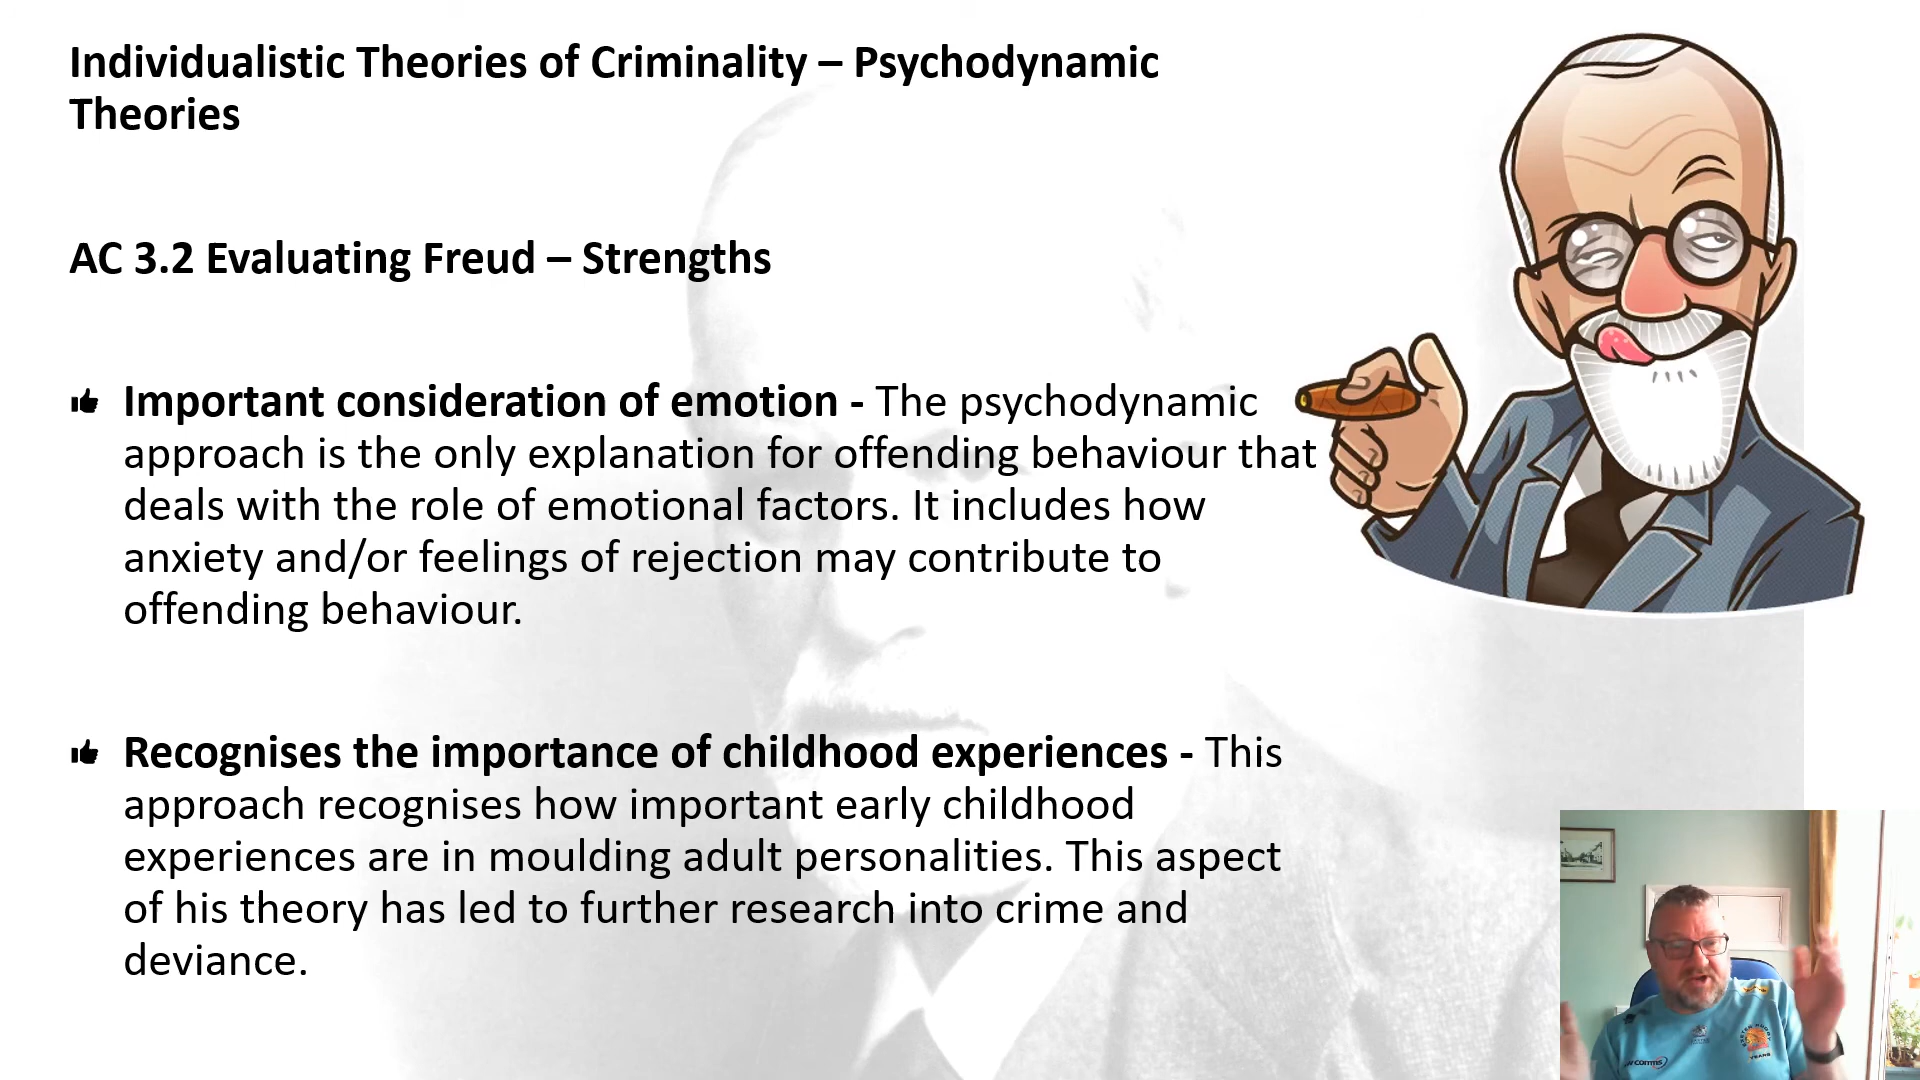 Individualistic Theories of Criminality – Psychodynamic
Theories
AC 3.2 Evaluating Freud – Strengths
Important consideration of emotion - The psychodynamic
approach is the only explanation for offending behaviour that
deals with the role of emotional factors. It includes how
anxiety and/or feelings of rejection may contribute to
offending behaviour.
Recognises the importance of childhood experiences - This
approach recognises how important early childhood
experiences are in moulding adult personalities. This aspect
of his theory has led to further research into crime and
deviance.
comms
YEARS